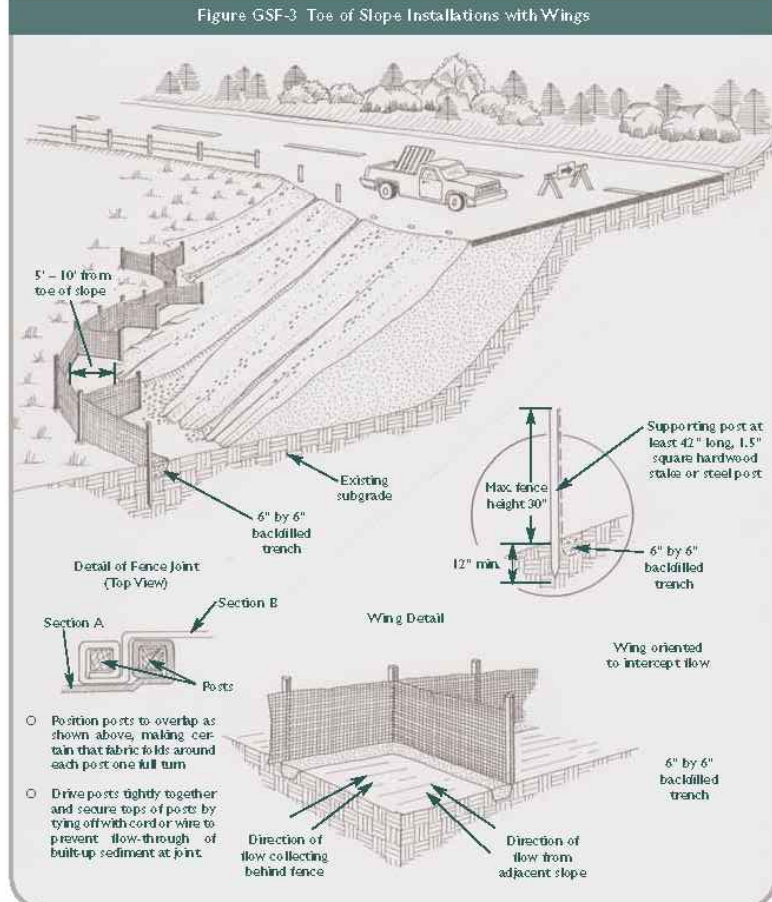 Figure GSF-3 Toe of Slope Installations with Wings
5' – 10' from
toe of slope
Existing
subgrade
6" by 6"
backfilled
trench
Supporting post at
least 42" long, 1.5"
square hardwood
stake or steel post
Max. fence
height 30"
12" min.
6" by 6"
backfilled
trench
Detail of Fence Joint
(Top View)
Section A
Section B
Posts
○ Position posts to overlap as
shown above, making cer-
tain that fabric folds around
each post one full turn
○ Drive posts tightly together
and secure tops of posts by
tying off with cord or wire to
prevent flow-through of
built-up sediment at joint.
Wing Detail
Wing oriented
to intercept flow
6" by 6"
backfilled
trench
Direction of
flow collecting
behind fence
Direction of
flow from
adjacent slope